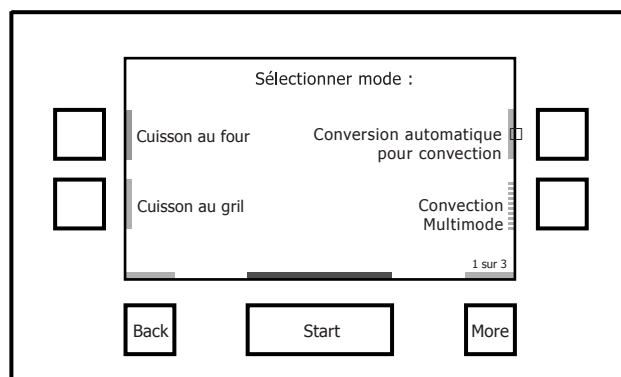 Sélectionner mode :
Cuisson au four
Conversion automatique
pour convection
Cuisson au gril
Convection
Multimode
1 sur 3
Back
Start
More